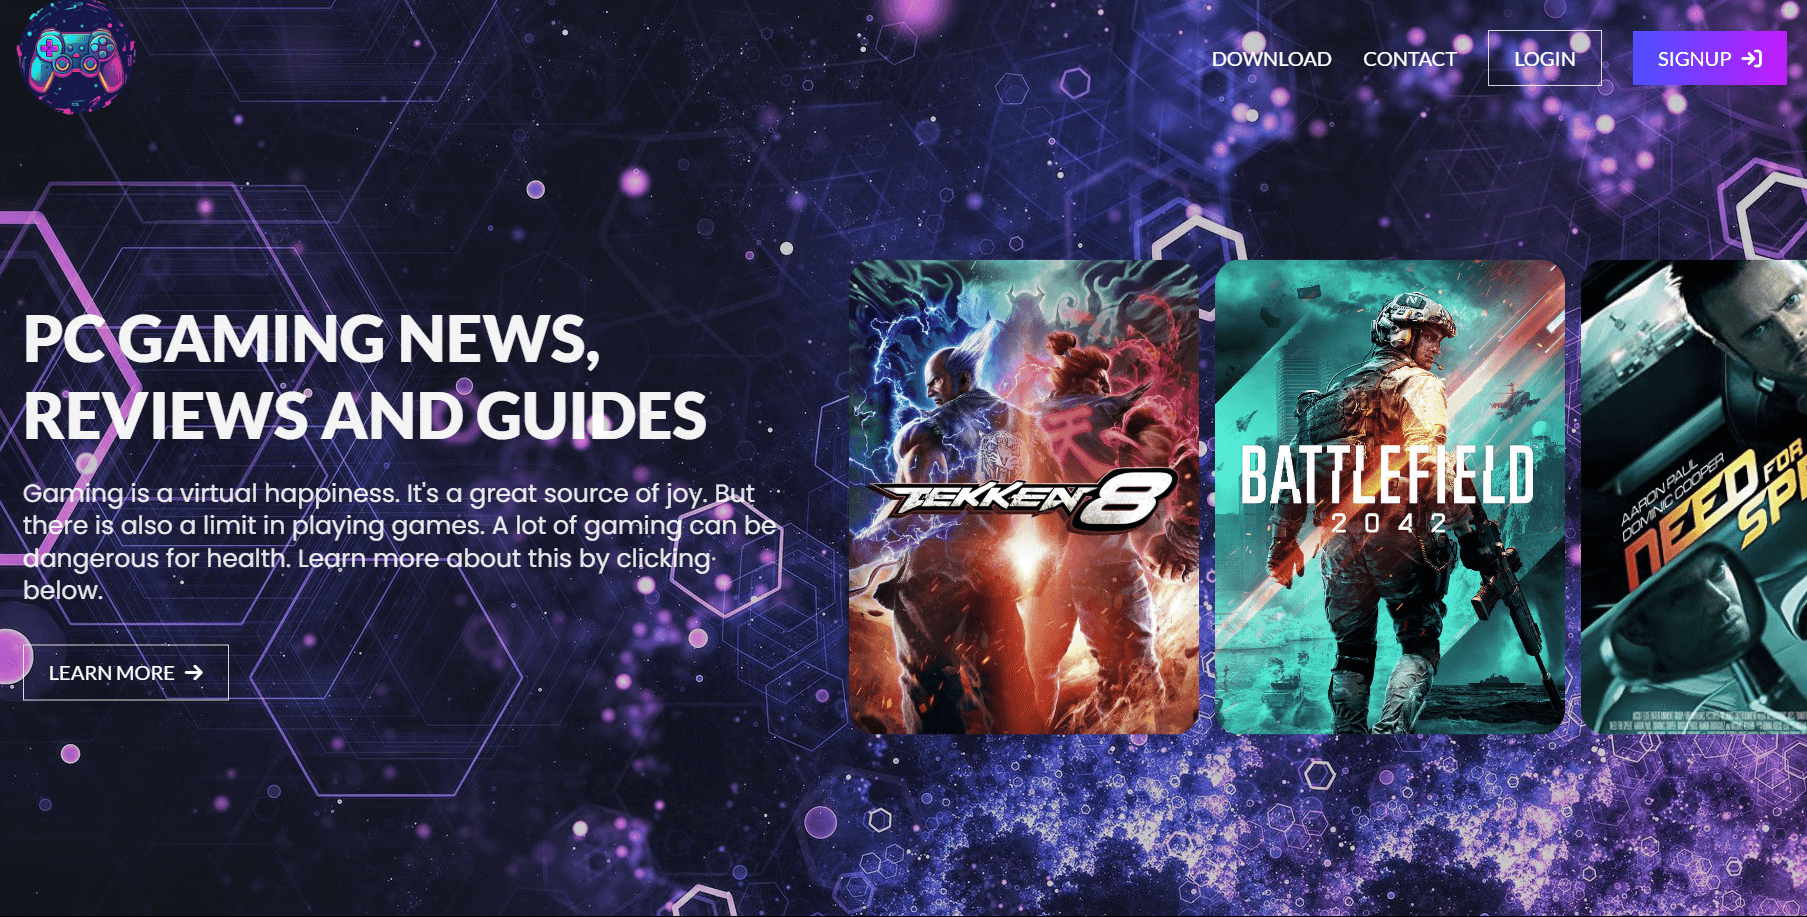 DOWNLOAD
CONTACT
LOGIN
SIGNUP
PC GAMING NEWS,
REVIEWS AND GUIDES
Gaming is a virtual happiness. It's a great source of joy. But
there is also a limit in playing games. A lot of gaming can be
dangerous for health. Learn more about this by clicking
below.
LEARN MORE
TEKKEN 8
BATTLEFIELD
2042
AARON PAUL
DOMINIC COOPER
NEED FOR